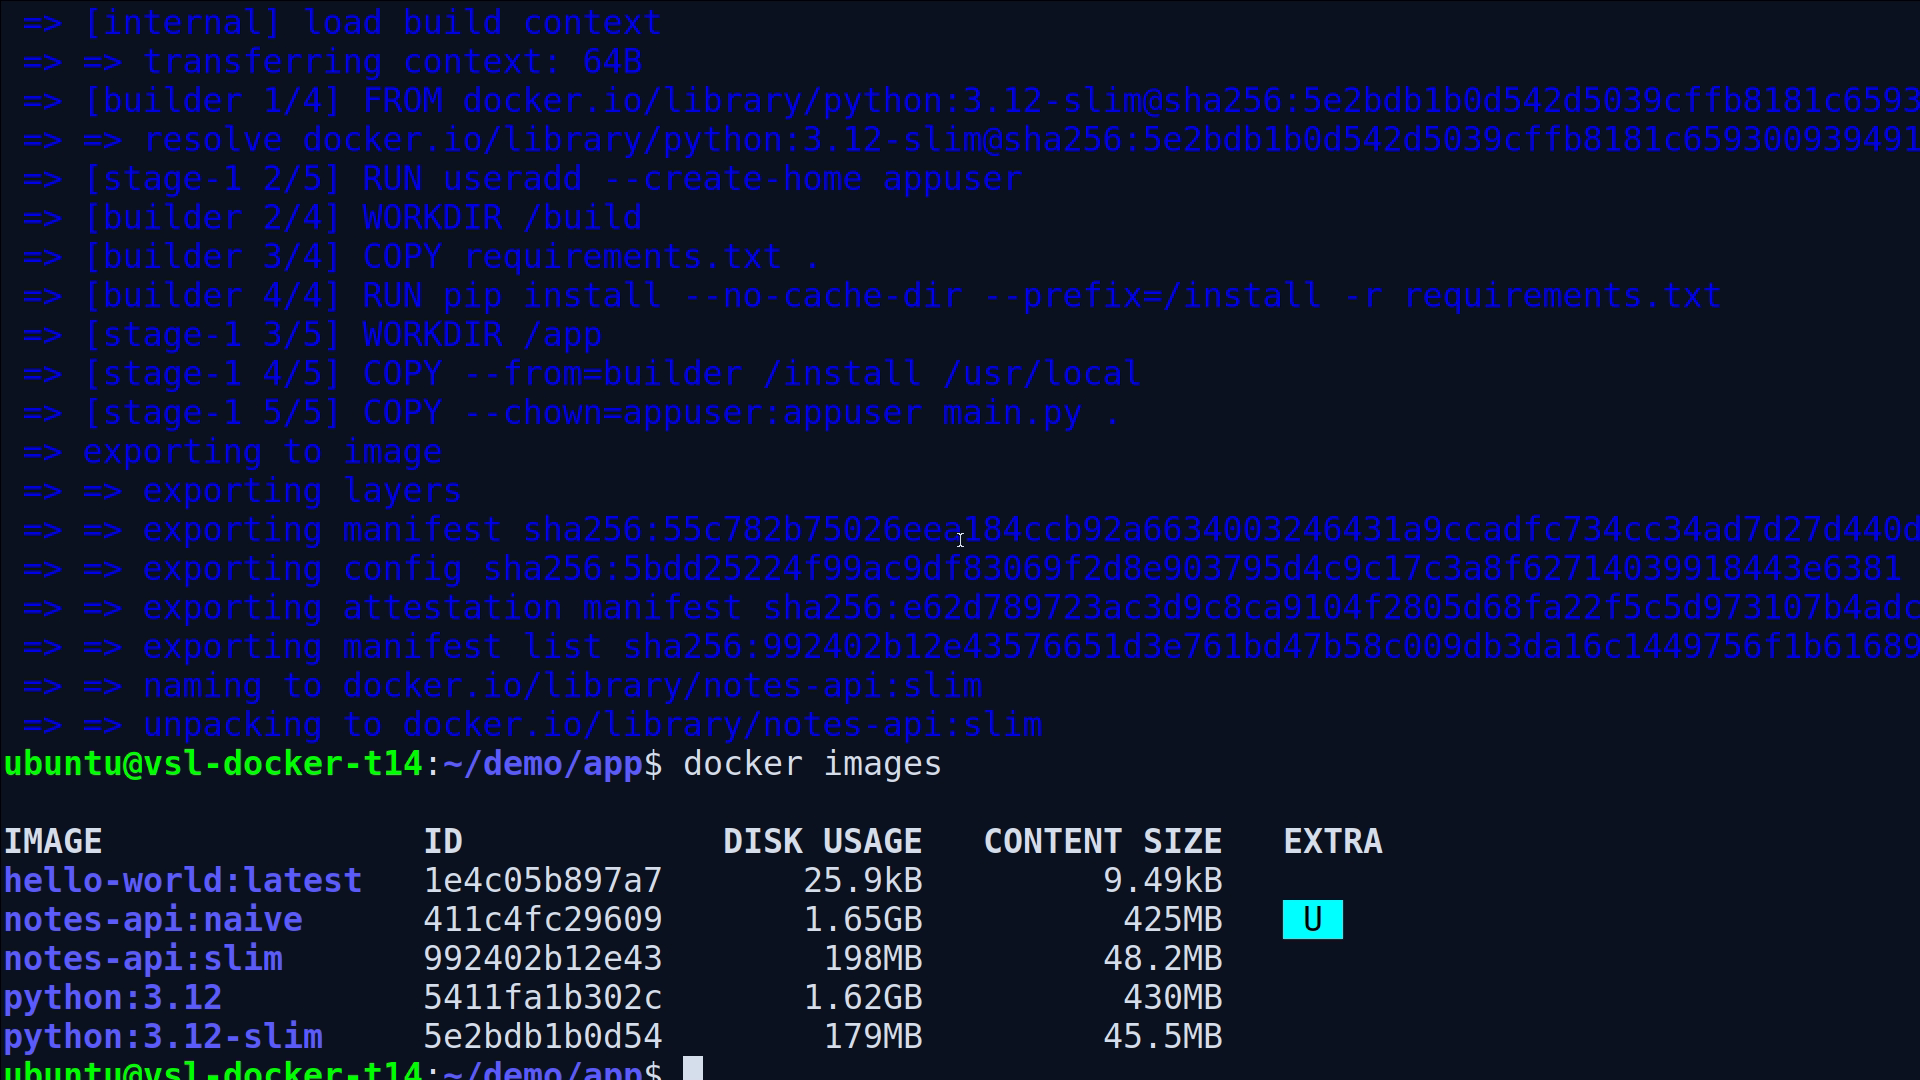 => [internal] load build context
=> => transferring context: 64B
=> [builder 1/4] FROM docker.io/library/python:3.12-slim@sha256:5e2bdb1b0d542d5039cffb8181c6593
=> => resolve docker.io/library/python:3.12-slim@sha256:5e2bdb1b0d542d5039cffb8181c659300939491
=> [stage-1 2/5] RUN useradd --create-home appuser
=> [builder 2/4] WORKDIR /build
=> [builder 3/4] COPY requirements.txt .
=> [builder 4/4] RUN pip install --no-cache-dir --prefix=/install -r requirements.txt
=> [stage-1 3/5] WORKDIR /app
=> [stage-1 4/5] COPY --from=builder /install /usr/local
=> [stage-1 5/5] COPY --chown=appuser:appuser main.py .
=> exporting to image
=> => exporting layers
=> => exporting manifest sha256:55c782b75026eea184ccb92a6634003246431a9ccadfc734cc34ad7d27d440d
=> => exporting config sha256:5bdd25224f99ac9df83069f2d8e903795d4c9c17c3a8f62714039918443e6381
=> => exporting attestation manifest sha256:e62d789723ac3d9c8ca9104f2805d68fa22f5c5d973107b4adc
=> => exporting manifest list sha256:992402b12e43576651d3e761bd47b58c009db3da16c1449756f1b61689
=> => naming to docker.io/library/notes-api:slim
=> => unpacking to docker.io/library/notes-api:slim
ubuntu@vsl-docker-t14:~/demo/app$ docker images
IMAGE ID DISK USAGE CONTENT SIZE EXTRA
hello-world:latest 1e4c05b897a7 25.9kB 9.49kB
notes-api:naive 411c4fc29609 1.65GB 425MB U
notes-api:slim 992402b12e43 198MB 48.2MB
python:3.12 5411fa1b302c 1.62GB 430MB
python:3.12-slim 5e2bdb1b0d54 179MB 45.5MB
ubuntu@vsl-docker-t14:~/demo/app$